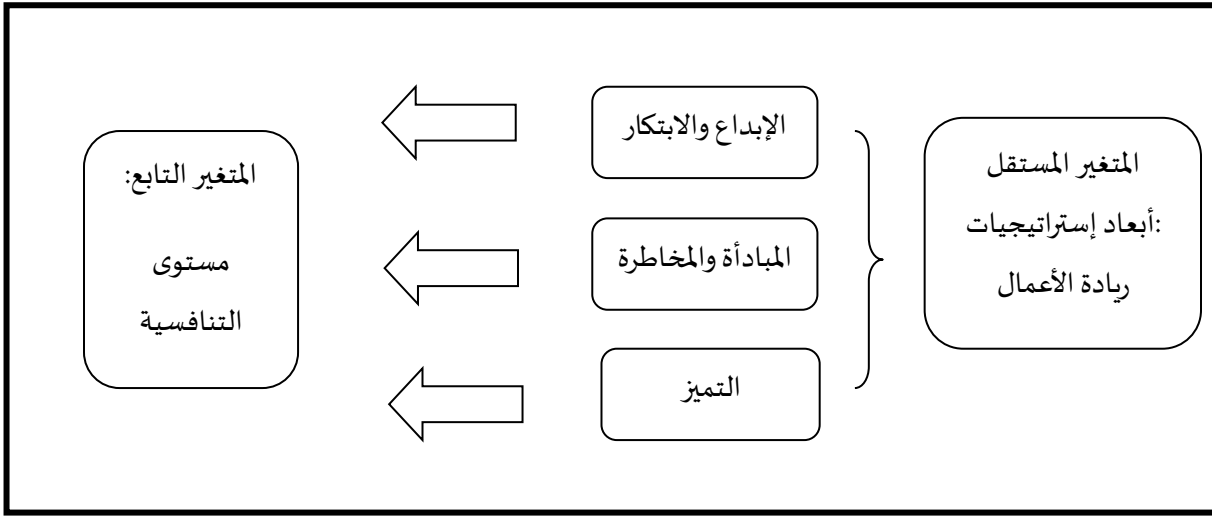 المتغير المستقل
:أبعاد إستراتيجيات
ريادة الأعمال
الإبداع والابتكار
المبادأة والمخاطرة
التميز
المتغير التابع:
مستوى
التنافسية